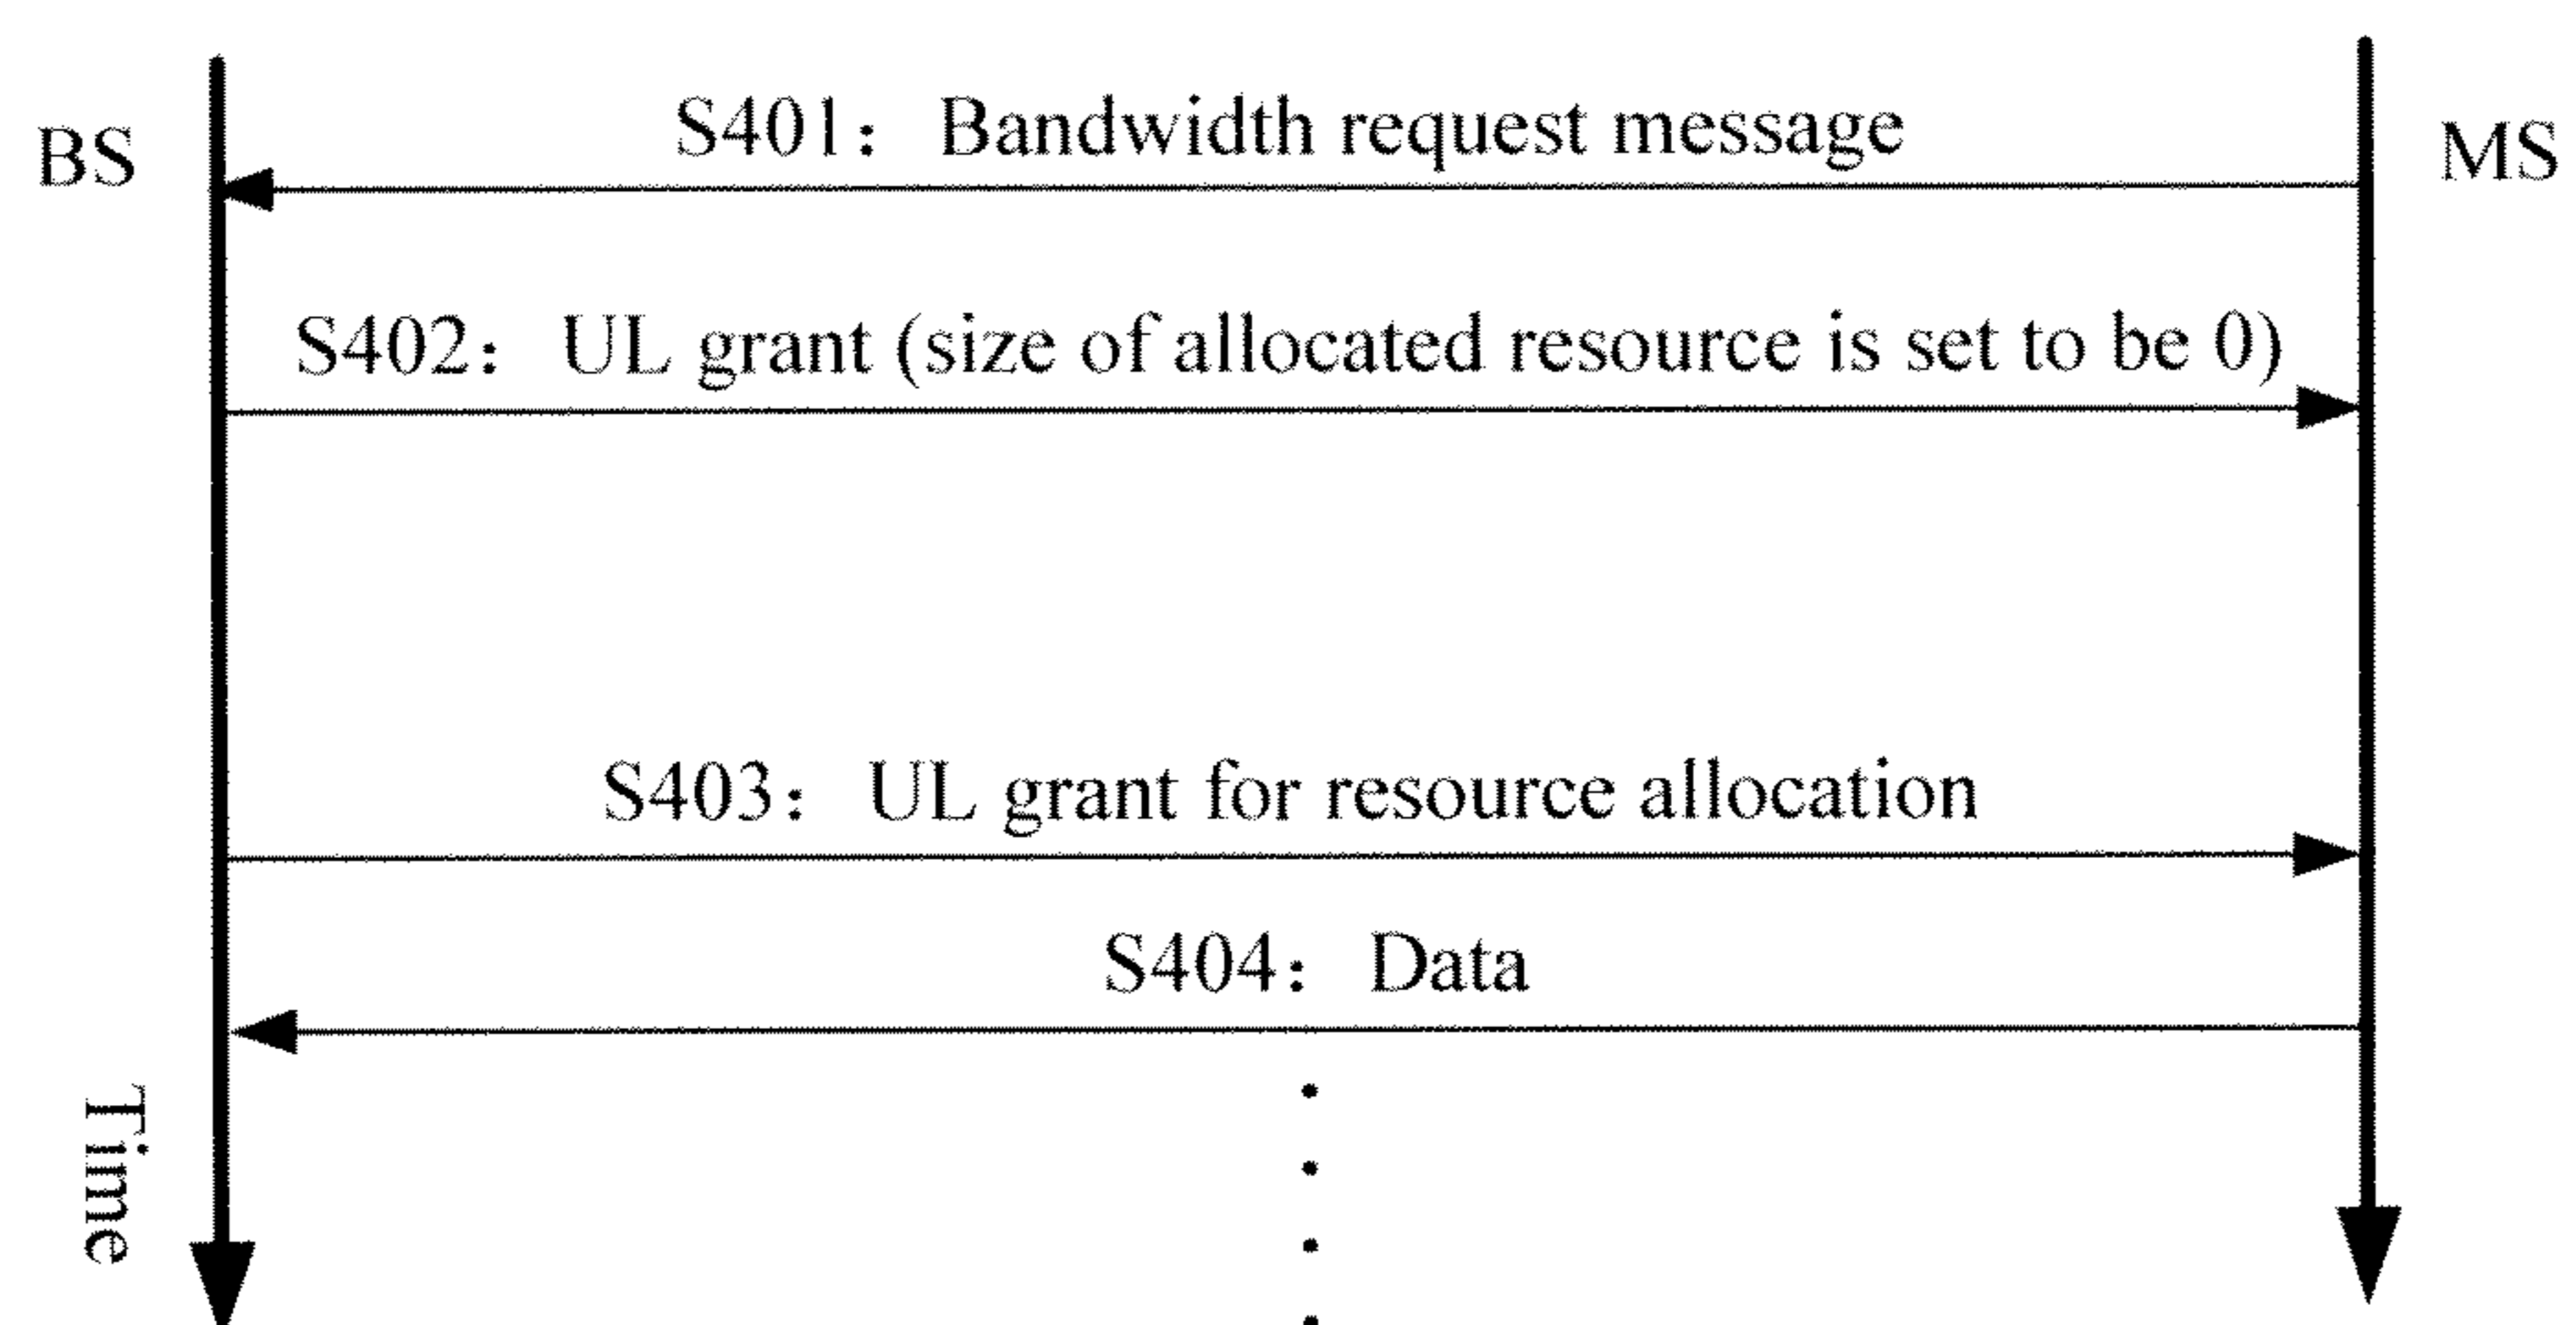 S401: Bandwidth request message
BS
MS
S402: UL grant (size of allocated resource is set to be 0)
S403: UL grant for resource allocation
S404: Data
Time